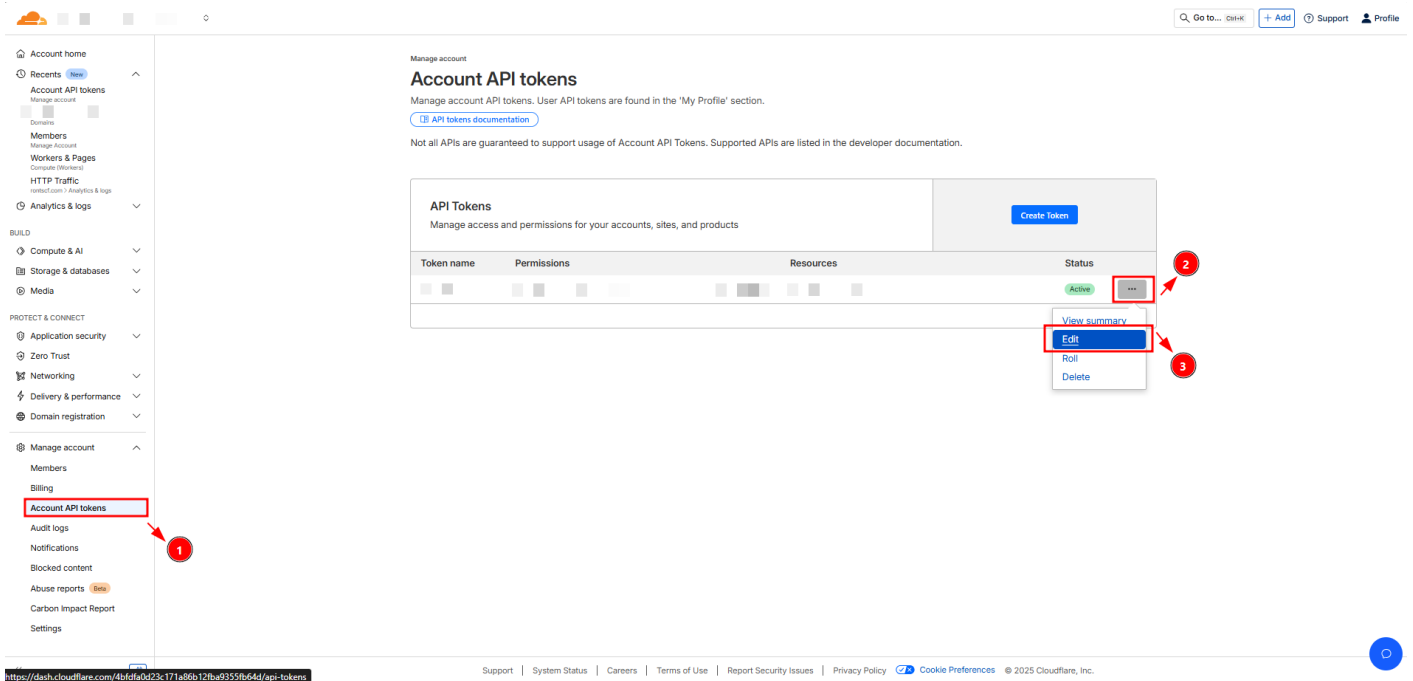 Go to... Ctrl+K
+ Add
Support
Profile
Account home
Recents New
Account API tokens
Manage account
Domains
Members
Manage Account
Workers & Pages
Compute (Workers)
HTTP Traffic
rontscf.com > Analytics & logs
Analytics & logs
BUILD
Compute & AI
Storage & databases
Media
PROTECT & CONNECT
Application security
Zero Trust
Networking
Delivery & performance
Domain registration
Manage account
Members
Billing
Account API tokens
1
Audit logs
Notifications
Blocked content
Abuse reports Beta
Carbon Impact Report
Settings
https://dash.cloudflare.com/4bfdfa0d23c171a86b12fba9355fb64d/api-tokens
Manage account
Account API tokens
Manage account API tokens. User API tokens are found in the 'My Profile' section.
API tokens documentation
Not all APIs are guaranteed to support usage of Account API Tokens. Supported APIs are listed in the developer documentation.
API Tokens
Manage access and permissions for your accounts, sites, and products
Create Token
Token name Permissions Resources Status
2
Active ...
View summary
Edit
Roll
Delete
3
Support | System Status | Careers | Terms of Use | Report Security Issues | Privacy Policy Cookie Preferences © 2025 Cloudflare, Inc.